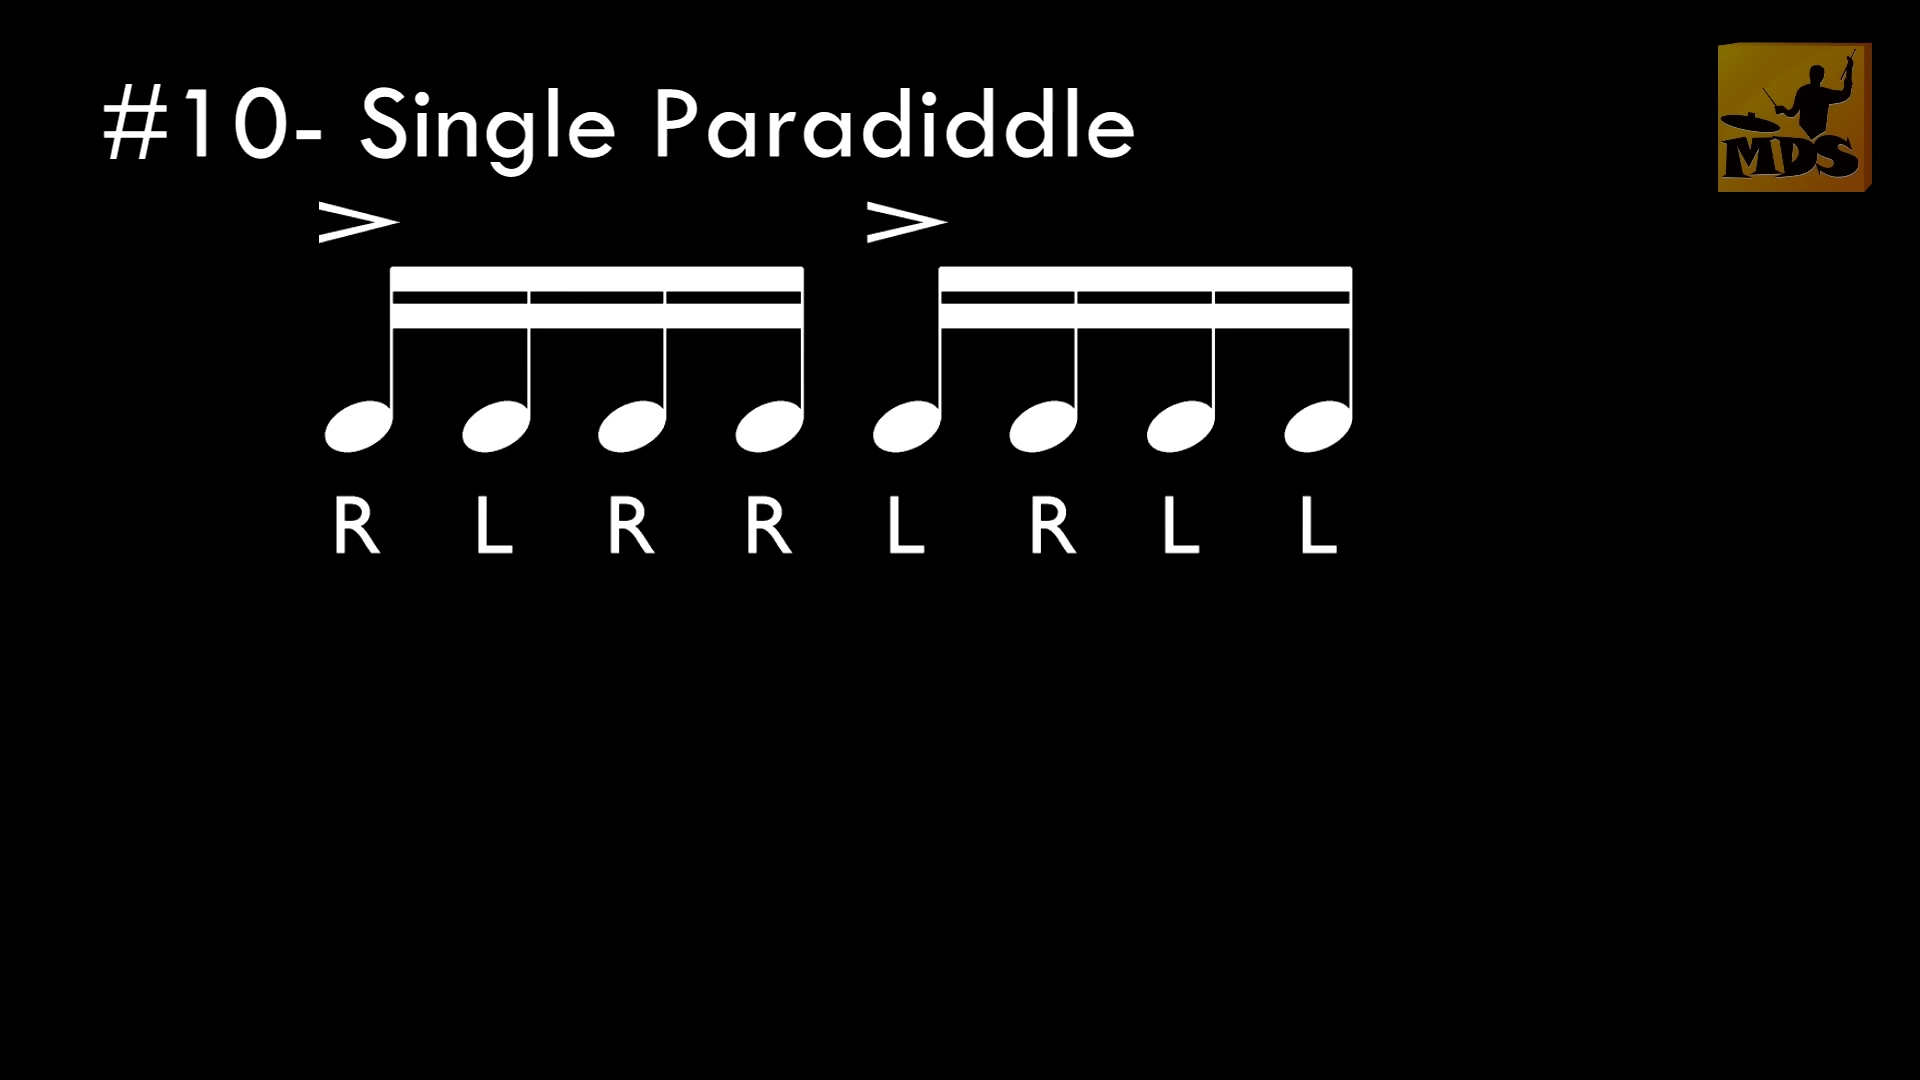 #10- Single Paradiddle
MDS
> >
R L R R L R L L